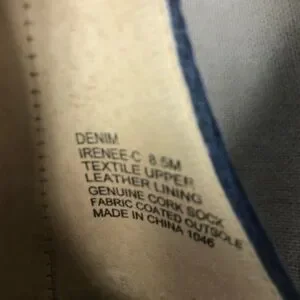 DENIM
IRENEE-C 8.5M
TEXTILE UPPER
LEATHER LINING
GENUINE CORK SOCK
FABRIC COATED OUTSOLE
MADE IN CHINA 1046